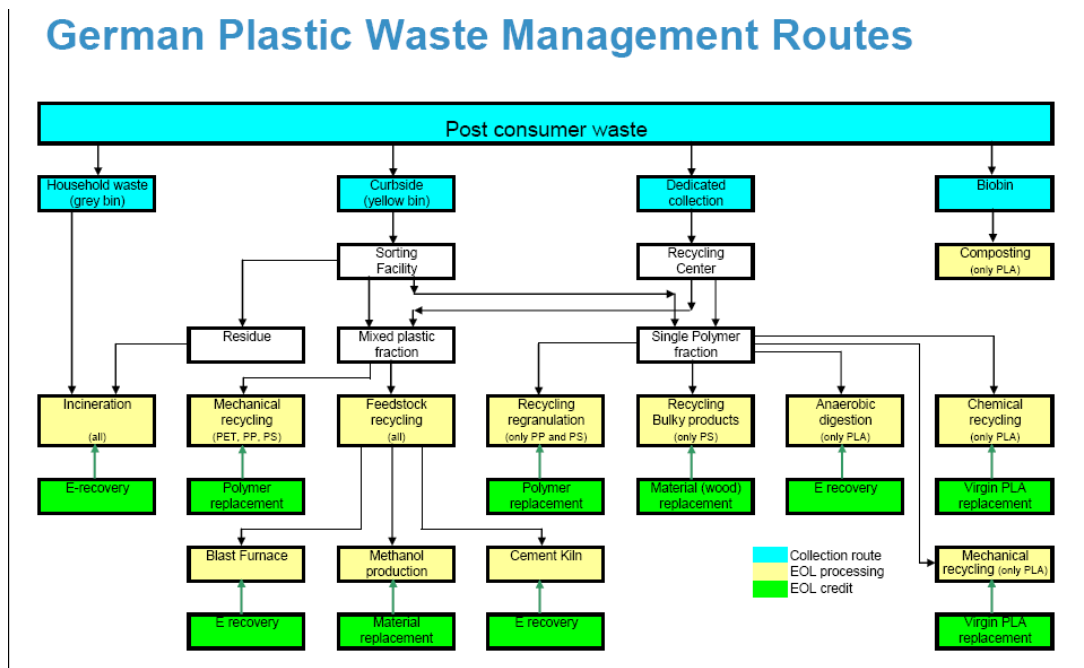 German Plastic Waste Management Routes
Post consumer waste
Household waste
(grey bin)
Curbside
(yellow bin)
Dedicated
collection
Biobin
Sorting
Facility
Recycling
Center
Composting
(only PLA)
Residue
Mixed plastic
fraction
Single Polymer
fraction
Incineration
(all)
Mechanical
recycling
(PET, PP, PS)
Feedstock
recycling
(all)
Recycling
regranulation
(only PP and PS)
Recycling
Bulky products
(only PS)
Anaerobic
digestion
(only PLA)
Chemical
recycling
(only PLA)
E-recovery
Polymer
replacement
Polymer
replacement
Material (wood)
replacement
E recovery
Virgin PLA
replacement
Blast Furnace
Methanol
production
Cement Kiln
Collection route
EOL processing
EOL credit
Mechanical
recycling (only PLA)
E recovery
Material
replacement
E recovery
Virgin PLA
replacement